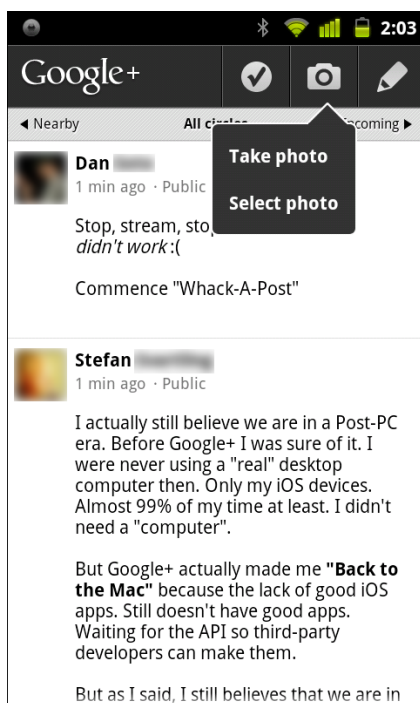 2:03
Google+
◀ Nearby
All circles
coming ▶
Take photo
Select photo
Dan
1 min ago · Public
Stop, stream, sto
didn't work :(
Commence "Whack-A-Post"
Stefan
1 min ago · Public
I actually still believe we are in a Post-PC
era. Before Google+ I was sure of it. I
were never using a "real" desktop
computer then. Only my iOS devices.
Almost 99% of my time at least. I didn't
need a "computer".
But Google+ actually made me "Back to
the Mac" because the lack of good iOS
apps. Still doesn't have good apps.
Waiting for the API so third-party
developers can make them.
But as I said, I still believes that we are in